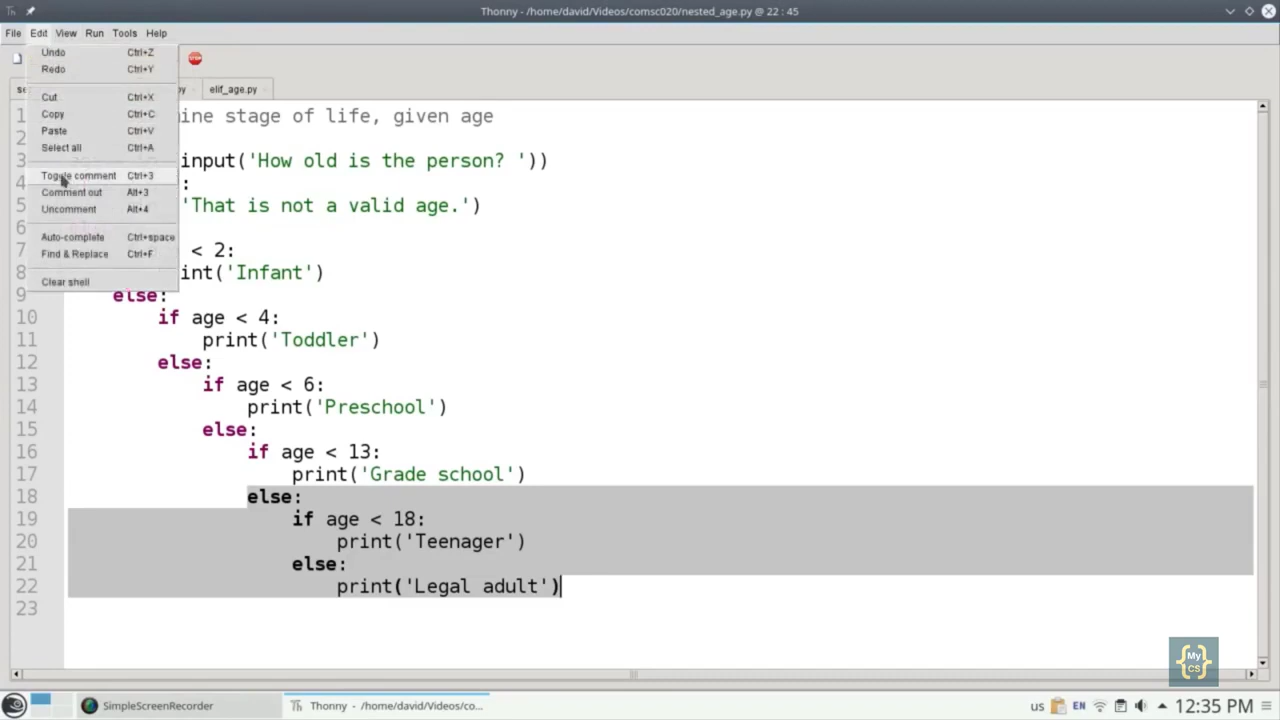 Thonny - /home/david/Videos/comsc020/nested_age.py @ 22 : 45
File Edit View Run Tools Help
Undo Ctrl+Z
Redo Ctrl+Y
Cut Ctrl+X
Copy Ctrl+C
Paste Ctrl+V
Select all Ctrl+A
Toggle comment Ctrl+3
Comment out Alt+3
Uncomment Alt+4
Auto-complete Ctrl+space
Find & Replace Ctrl+F
Clear shell
se py elif_age.py
1 ine stage of life, given age
2
3 input('How old is the person? '))
4 :
5 'That is not a valid age.')
6
7 < 2:
8 int('Infant')
9 else:
10 if age < 4:
11 print('Toddler')
12 else:
13 if age < 6:
14 print('Preschool')
15 else:
16 if age < 13:
17 print('Grade school')
18 else:
19 if age < 18:
20 print('Teenager')
21 else:
22 print('Legal adult')
23
{My CS}
SimpleScreenRecorder Thonny - /home/david/Videos/co... us EN 12:35 PM